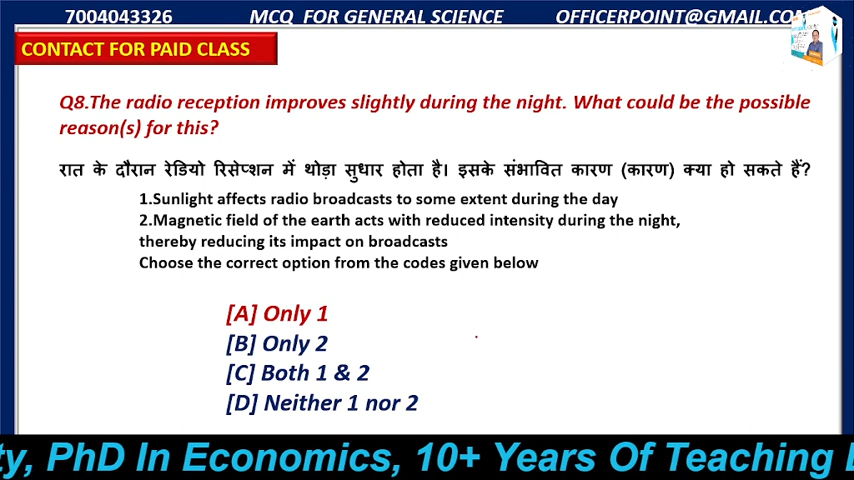 7004043326 MCQ FOR GENERAL SCIENCE OFFICERPOINT@GMAIL.COM
CONTACT FOR PAID CLASS
Q8.The radio reception improves slightly during the night. What could be the possible
reason(s) for this?
रात के दौरान रेडियो रिसेप्शन में थोड़ा सुधार होता है। इसके संभावित कारण (कारण) क्या हो सकते हैं?
1.Sunlight affects radio broadcasts to some extent during the day
2.Magnetic field of the earth acts with reduced intensity during the night,
thereby reducing its impact on broadcasts
Choose the correct option from the codes given below
[A] Only 1
[B] Only 2
[C] Both 1 & 2
[D] Neither 1 nor 2
ty, PhD In Economics, 10+ Years Of Teaching